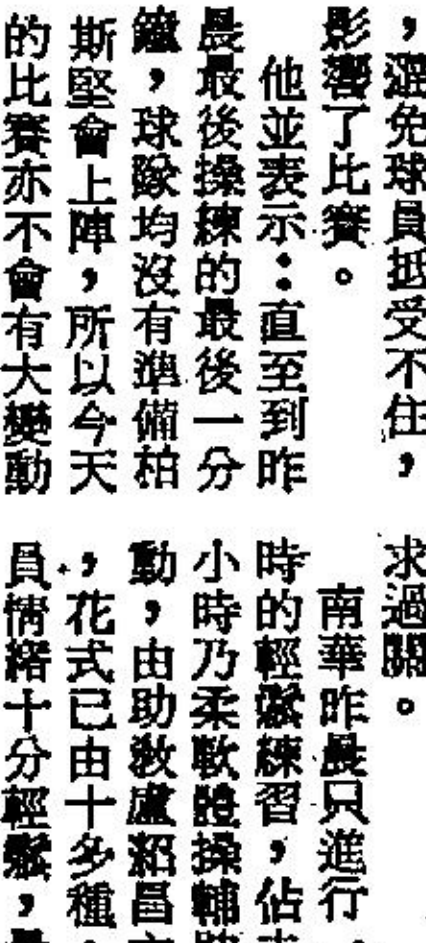 ，避免球員抵受不住，
影響了比賽。
他並表示：直至到昨
晨最後操練的最後一分
鐘，球隊均沒有準備柏
斯堅會上陣，所以今天
的比賽亦不會有大變動
求過關。
南華昨晨只進行
時的輕鬆練習，佔
小時乃柔軟體操輔
動，由助教盧紹昌
，花式已由十多種
員情緒十分輕鬆，